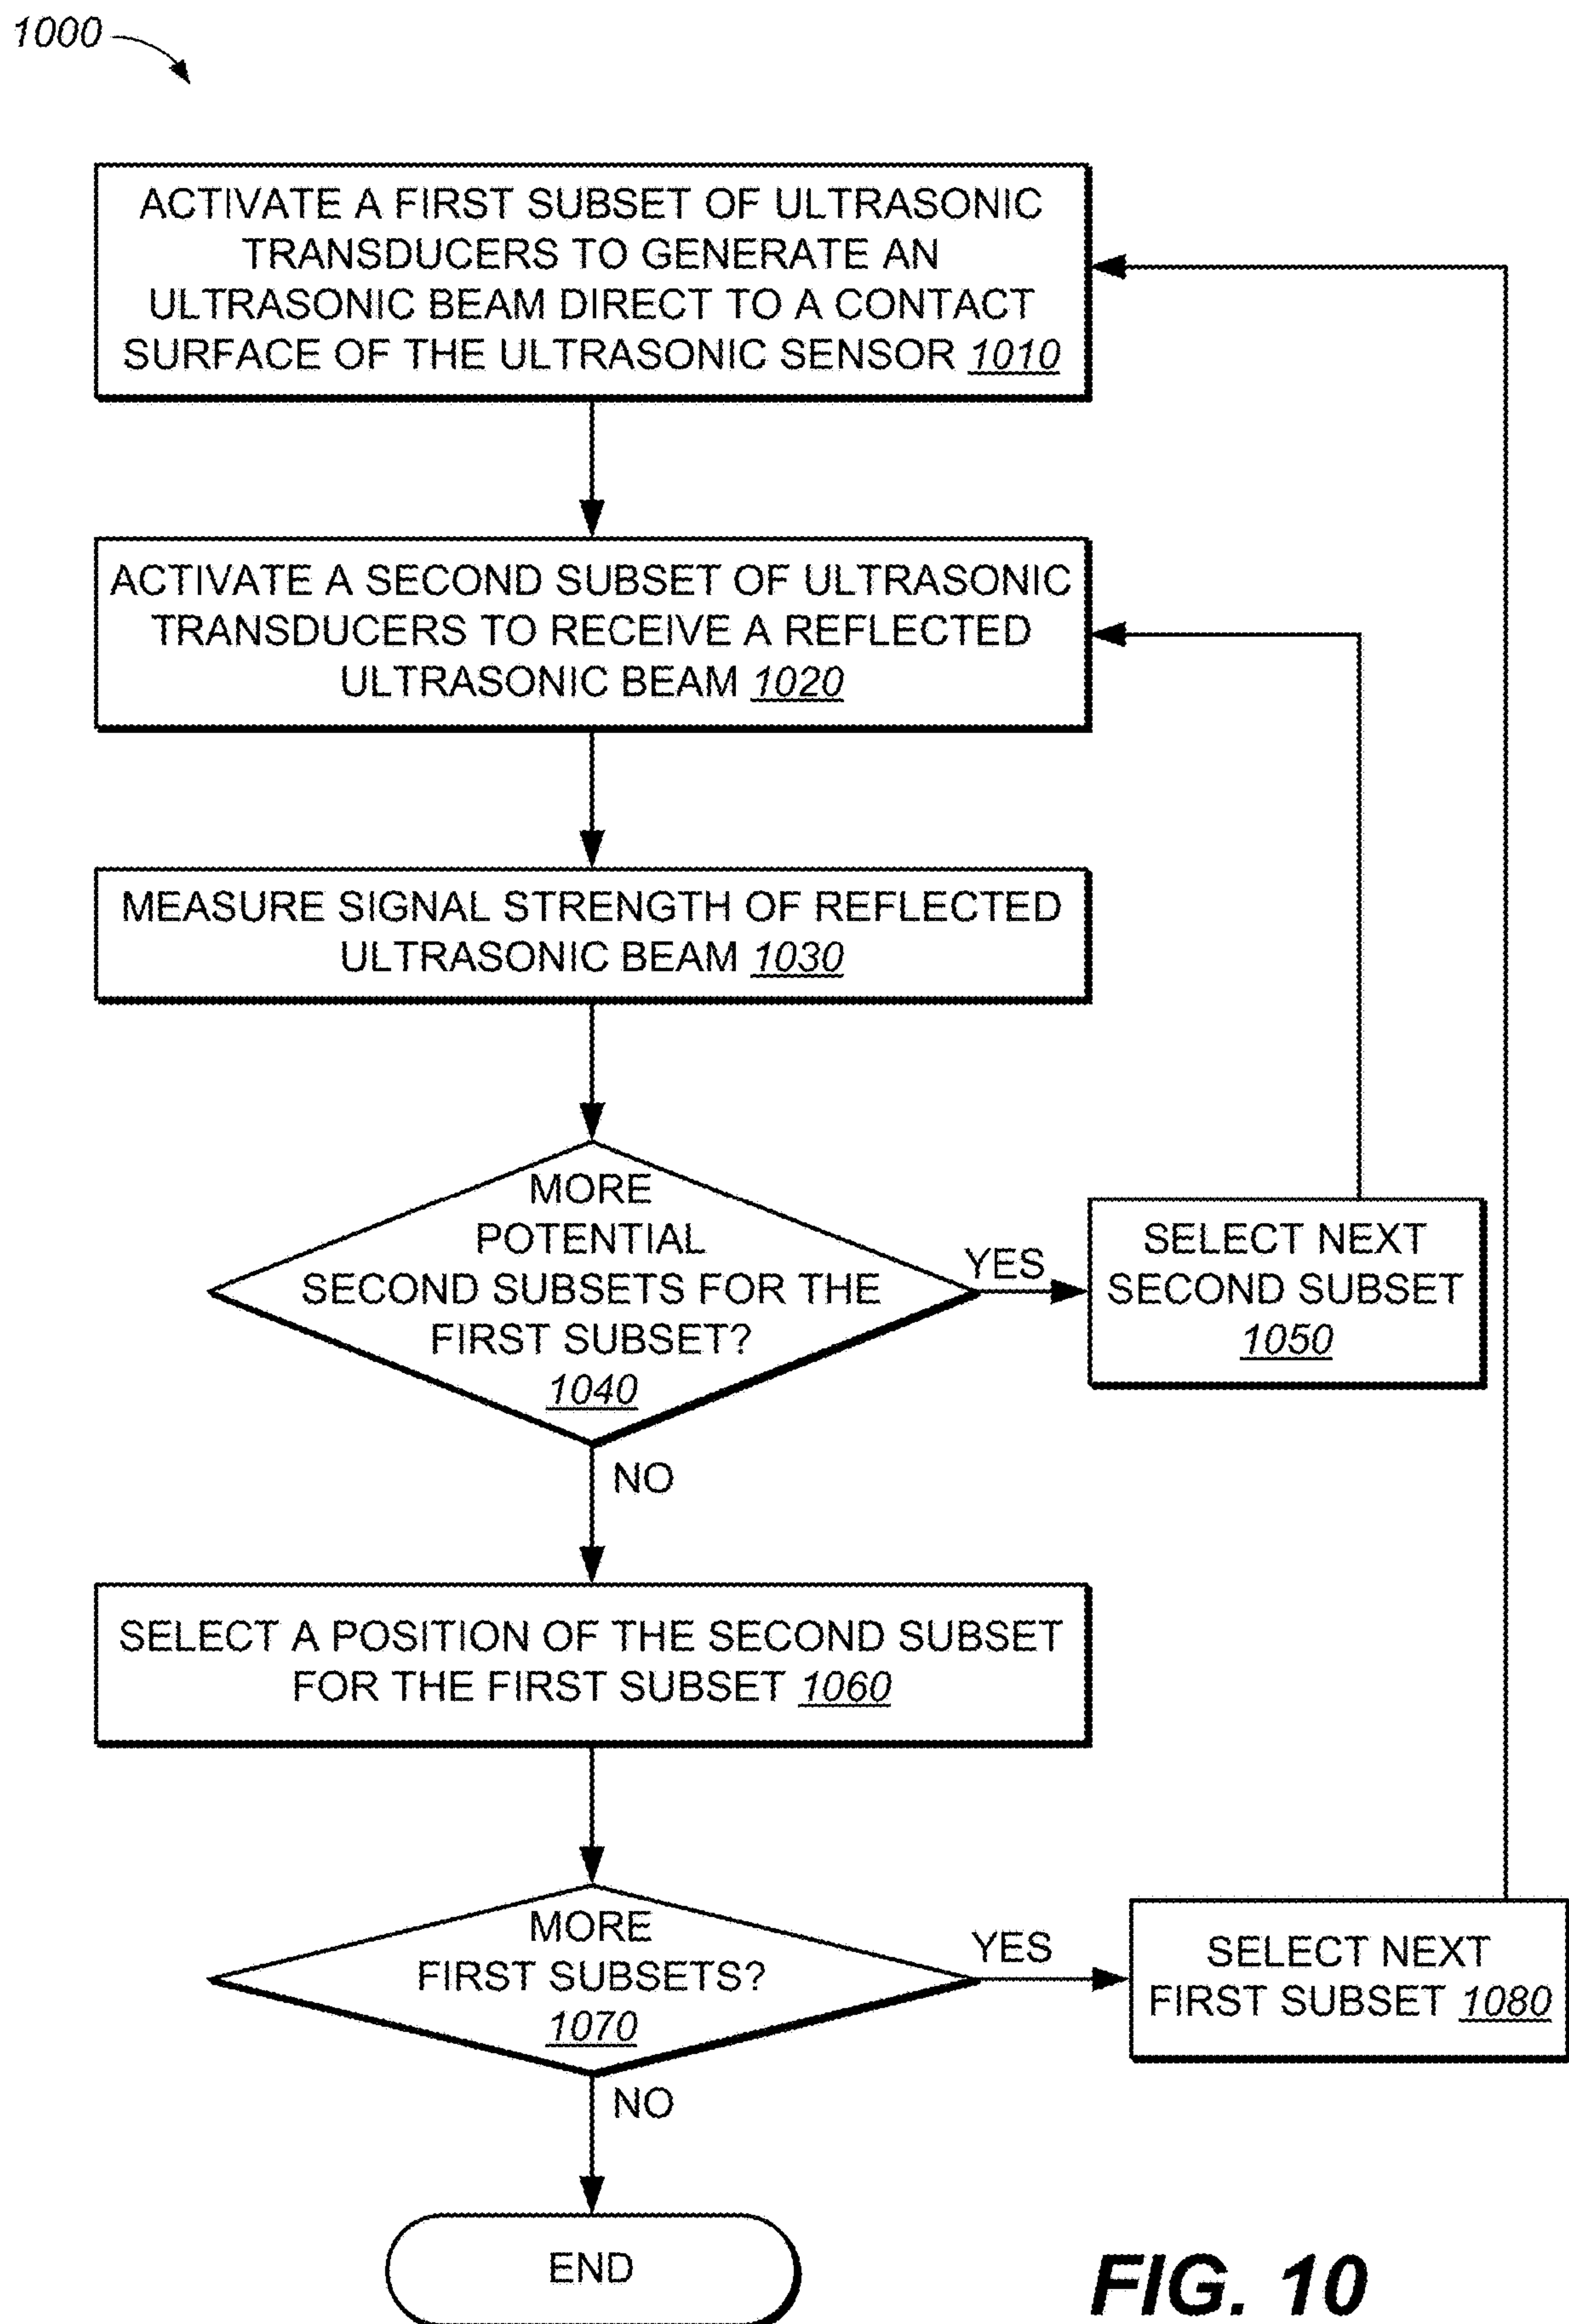 1000
ACTIVATE A FIRST SUBSET OF ULTRASONIC
TRANSDUCERS TO GENERATE AN
ULTRASONIC BEAM DIRECT TO A CONTACT
SURFACE OF THE ULTRASONIC SENSOR 1010
ACTIVATE A SECOND SUBSET OF ULTRASONIC
TRANSDUCERS TO RECEIVE A REFLECTED
ULTRASONIC BEAM 1020
MEASURE SIGNAL STRENGTH OF REFLECTED
ULTRASONIC BEAM 1030
MORE
POTENTIAL
SECOND SUBSETS FOR THE
FIRST SUBSET?
1040
YES
SELECT NEXT
SECOND SUBSET
1050
NO
SELECT A POSITION OF THE SECOND SUBSET
FOR THE FIRST SUBSET 1060
MORE
FIRST SUBSETS?
1070
YES
SELECT NEXT
FIRST SUBSET 1080
NO
END
FIG. 10